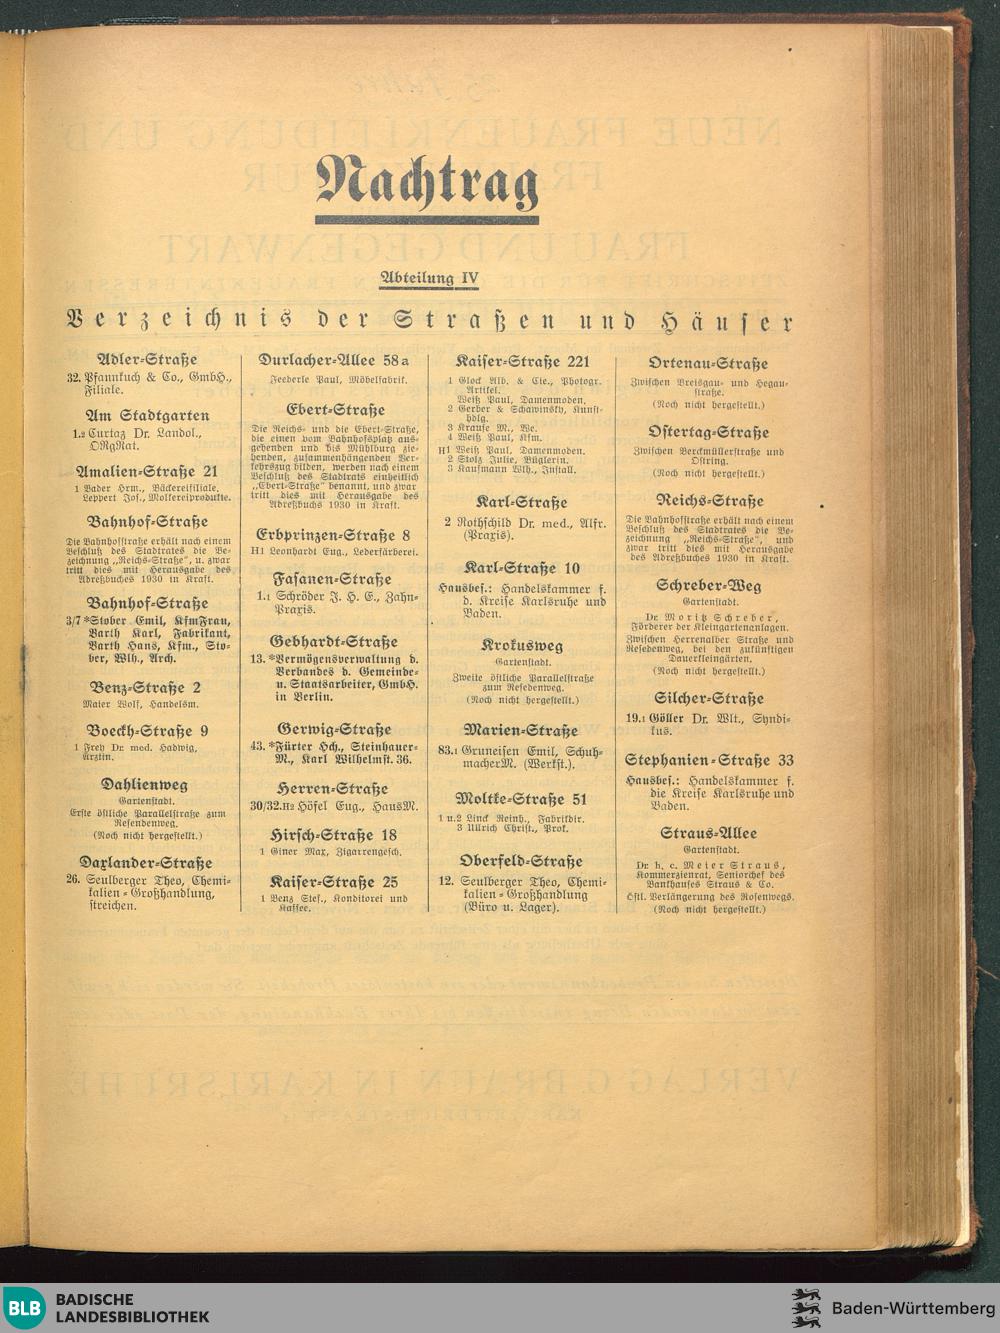 Nachtrag
Abteilung IV
Verzeichnis der Straßen und Häuser
Adler-Straße
32. Pfannkuch & Co., GmbH.,
Filiale.
Am Stadtgarten
1.2 Curtaz Dr. Landol.,
ORgRat.
Amalien-Straße 21
1 Bader Hrm., Bäckereifiliale.
Leppert Jos., Molkereiprodukte.
Bahnhof-Straße
Die Bahnhofstraße erhält nach einem
Beschluß des Stadtrates die Be-
zeichnung „Reichs-Straße“, u. zwar
tritt dies mit Herausgabe des
Adreßbuches 1930 in Kraft.
Bahnhof-Straße
3/7 *Stober Emil, KfmFrau,
Barth Karl, Fabrikant,
Barth Hans, Kfm., Sto-
ber, Wlh., Arch.
Benz-Straße 2
Maier Wolf, Handelsm.
Boeckh-Straße 9
1 Frey Dr. med. Hadwig,
Ärztin.
Dahlienweg
Gartenstadt.
Erste östliche Parallelstraße zum
Resedenweg.
(Noch nicht hergestellt.)
Daxlander-Straße
26. Seulberger Theo, Chemi-
kalien-Großhandlung,
streichen.
Durlacher-Allee 58a
Feederle Paul, Möbelfabrik.
Ebert-Straße
Die Reichs- und die Ebert-Straße,
die einen vom Bahnhofsplatz aus-
gehenden und bis Mühlburg zie-
henden, zusammenhängenden Ver-
kehrszug bilden, werden nach einem
Beschluß des Stadtrats einheitlich
„Ebert-Straße“ benannt, und zwar
tritt dies mit Herausgabe des
Adreßbuchs 1930 in Kraft.
Erbprinzen-Straße 8
H1 Leonhardt Eug., Lederfärberei.
Fasanen-Straße
1.1 Schröder J. H. E., Zahn-
Praxis.
Gebhardt-Straße
13. *Vermögensverwaltung d.
Verbandes d. Gemeinde-
u. Staatsarbeiter, GmbH.
in Berlin.
Gerwig-Straße
43. *Fürter Hch., Steinhauer-
M., Karl Wilhelmst. 36.
Herren-Straße
30/32.H2 Höfel Eug., HausM.
Hirsch-Straße 18
1 Giner Max, Zigarrengesch.
Kaiser-Straße 25
1 Benz Stef., Konditorei und
Kaffee.
Kaiser-Straße 221
1 Glock Alb. & Cie., Photogr.
Artikel.
Weiß Paul, Damenmoden.
2 Gerber & Schawinsky, Kunst-
hdlg.
3 Krause M., We.
4 Weiß Paul, Kfm.
H1 Weiß Paul, Damenmoden.
2 Stolz Julie, Büglerin.
3 Kaufmann Wlh., Install.
Karl-Straße
2 Rothschild Dr. med., Alfr.
(Praxis).
Karl-Straße 10
Hausbes.: Handelskammer f.
d. Kreise Karlsruhe und
Baden.
Krokusweg
Gartenstadt.
Zweite östliche Parallelstraße
zum Resedenweg.
(Noch nicht hergestellt.)
Marien-Straße
83.1 Gruneisen Emil, Schuh-
macherM. (Werkst.).
Moltke-Straße 51
1 u.2 Linck Reinh., Fabrikdir.
3 Ullrich Christ., Prok.
Oberfeld-Straße
12. Seulberger Theo, Chemi-
kalien-Großhandlung
(Büro u. Lager).
Ortenau-Straße
Zwischen Breisgau- und Hegau-
straße.
(Noch nicht hergestellt.)
Ostertag-Straße
Zwischen Berckmüllerstraße und
Ostring.
(Noch nicht hergestellt.)
Reichs-Straße
Die Bahnhofstraße erhält nach einem
Beschluß des Stadtrates die Be-
zeichnung „Reichs-Straße“, und
zwar tritt dies mit Herausgabe
des Adreßbuches 1930 in Kraft.
Schreber-Weg
Gartenstadt.
Dr. Moritz Schreber,
Förderer der Kleingartenanlagen.
Zwischen Herrenalber Straße und
Resedenweg, bei den zukünftigen
Dauerkleingärten.
(Noch nicht hergestellt.)
Silcher-Straße
19.1 Göller Dr. Wlt., Syndi-
kus.
Stephanien-Straße 33
Hausbes.: Handelskammer f.
die Kreise Karlsruhe und
Baden.
Straus-Allee
Gartenstadt.
Dr. h. c. Meier Straus,
Kommerzienrat, Seniorchef des
Bankhauses Straus & Co.
Östl. Verlängerung des Rosenwegs.
(Noch nicht hergestellt.)
BLB
BADISCHE
LANDESBIBLIOTHEK
Baden-Württemberg